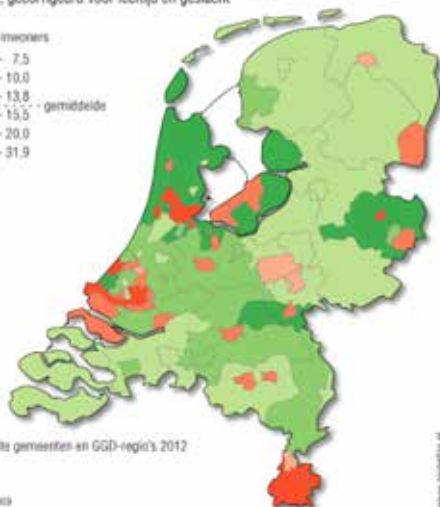 gecorrigeerd voor leeftijd en geslacht
inwoners
- 7,5
- 10,0
- 13,8
gemiddelde
- 15,5
- 20,0
- 31,9
te gemeenten en GGD-regio's 2012